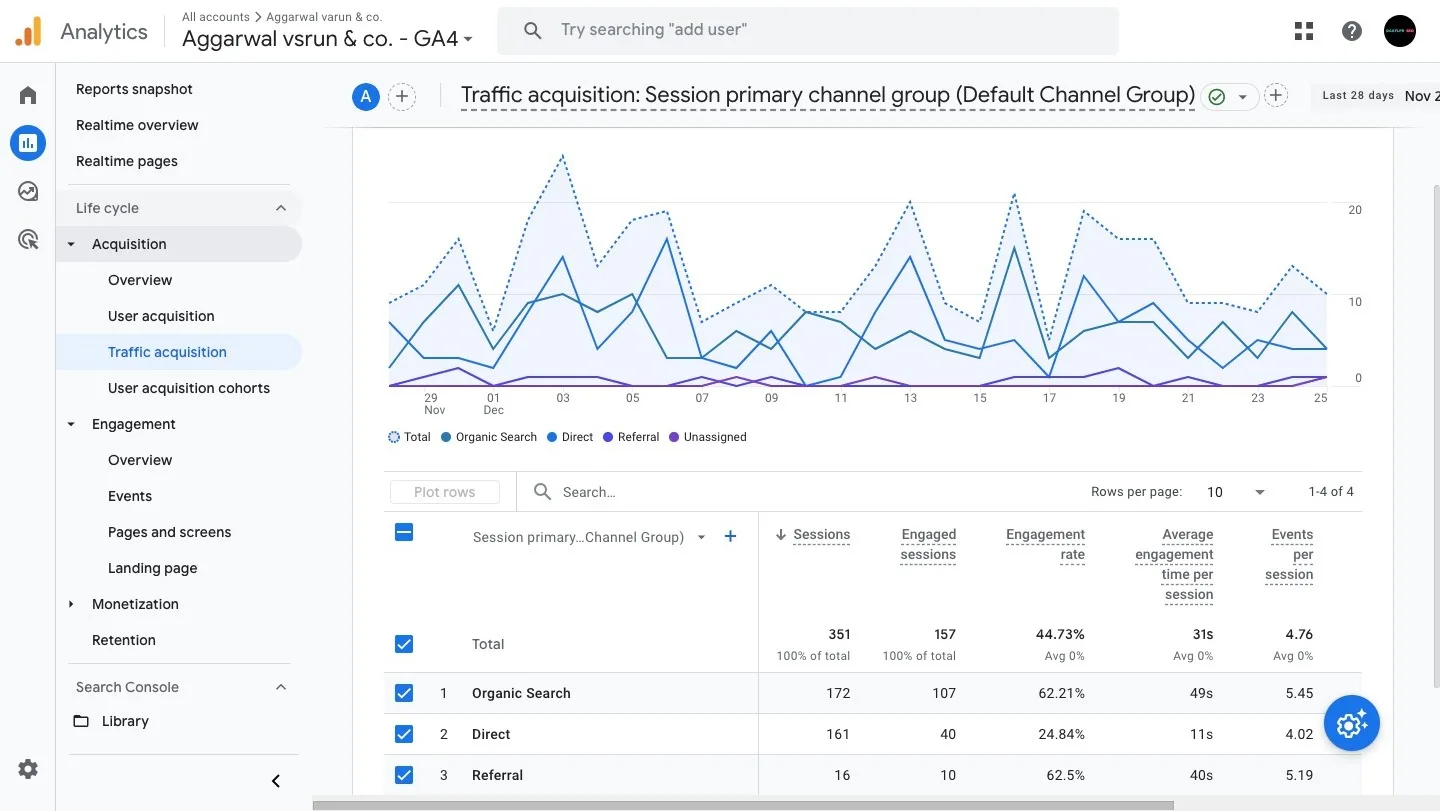 Analytics
All accounts > Aggarwal varun & co.
Aggarwal vsrun & co. - GA4
Try searching "add user"
Reports snapshot
Realtime overview
Realtime pages
Life cycle
Acquisition
Overview
User acquisition
Traffic acquisition
User acquisition cohorts
Engagement
Overview
Events
Pages and screens
Landing page
Monetization
Retention
Search Console
Library
A
Traffic acquisition: Session primary channel group (Default Channel Group)
Last 28 days Nov 2
20
10
0
29 01 03 05 07 09 11 13 15 17 19 21 23 25
Nov Dec
Total Organic Search Direct Referral Unassigned
Plot rows Search... Rows per page: 10 1-4 of 4
Session primary...Channel Group)
Sessions
Engaged
sessions
Engagement
rate
Average
engagement
time per
session
Events
per
session
Total 351 157 44.73% 31s 4.76
100% of total 100% of total Avg 0% Avg 0% Avg 0%
1 Organic Search 172 107 62.21% 49s 5.45
2 Direct 161 40 24.84% 11s 4.02
3 Referral 16 10 62.5% 40s 5.19